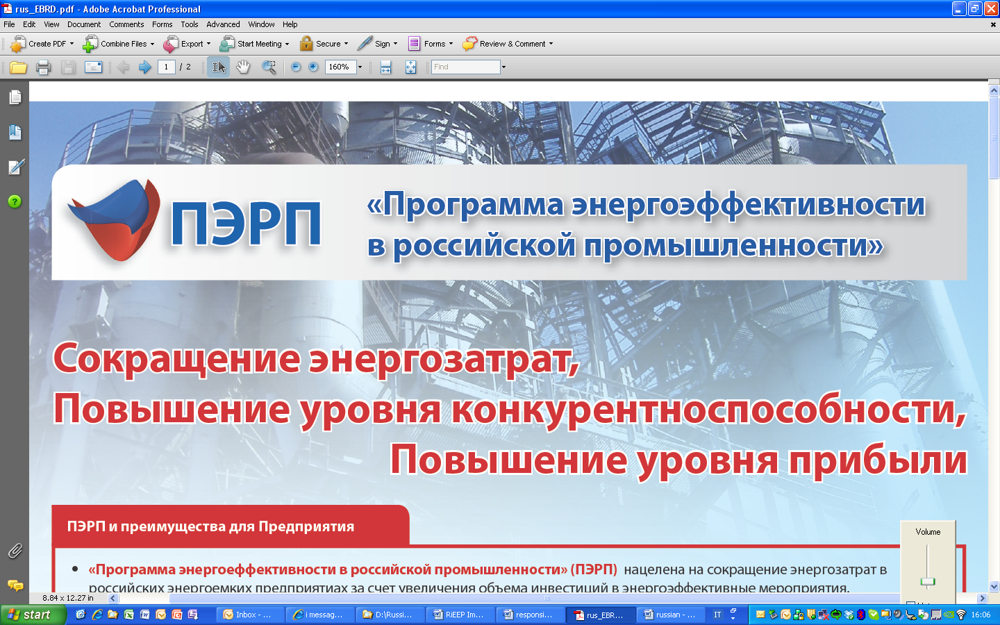 rus_EBRD.pdf - Adobe Acrobat Professional
File Edit View Document Comments Forms Tools Advanced Window Help
Create PDF Combine Files Export Start Meeting Secure Sign Forms Review & Comment
1 / 2 160% Find
ПЭРП
«Программа энергоэффективности
в российской промышленности»
Сокращение энергозатрат,
Повышение уровня конкурентноспособности,
Повышение уровня прибыли
ПЭРП и преимущества для Предприятия
Volume
• «Программа энергоеффективности в российской промышленности» (ПЭРП) нацелена на сокращение энергозатрат в
российских энергоемких предприятиях за счет увеличения объема инвестиций в энергоэффективные мероприятия.
8.84 x 12.27 in
start Inbox - ... i messag... D:\Russi... RiEEP Im... responsi... rus_EBR... russian - ... IT 16:06